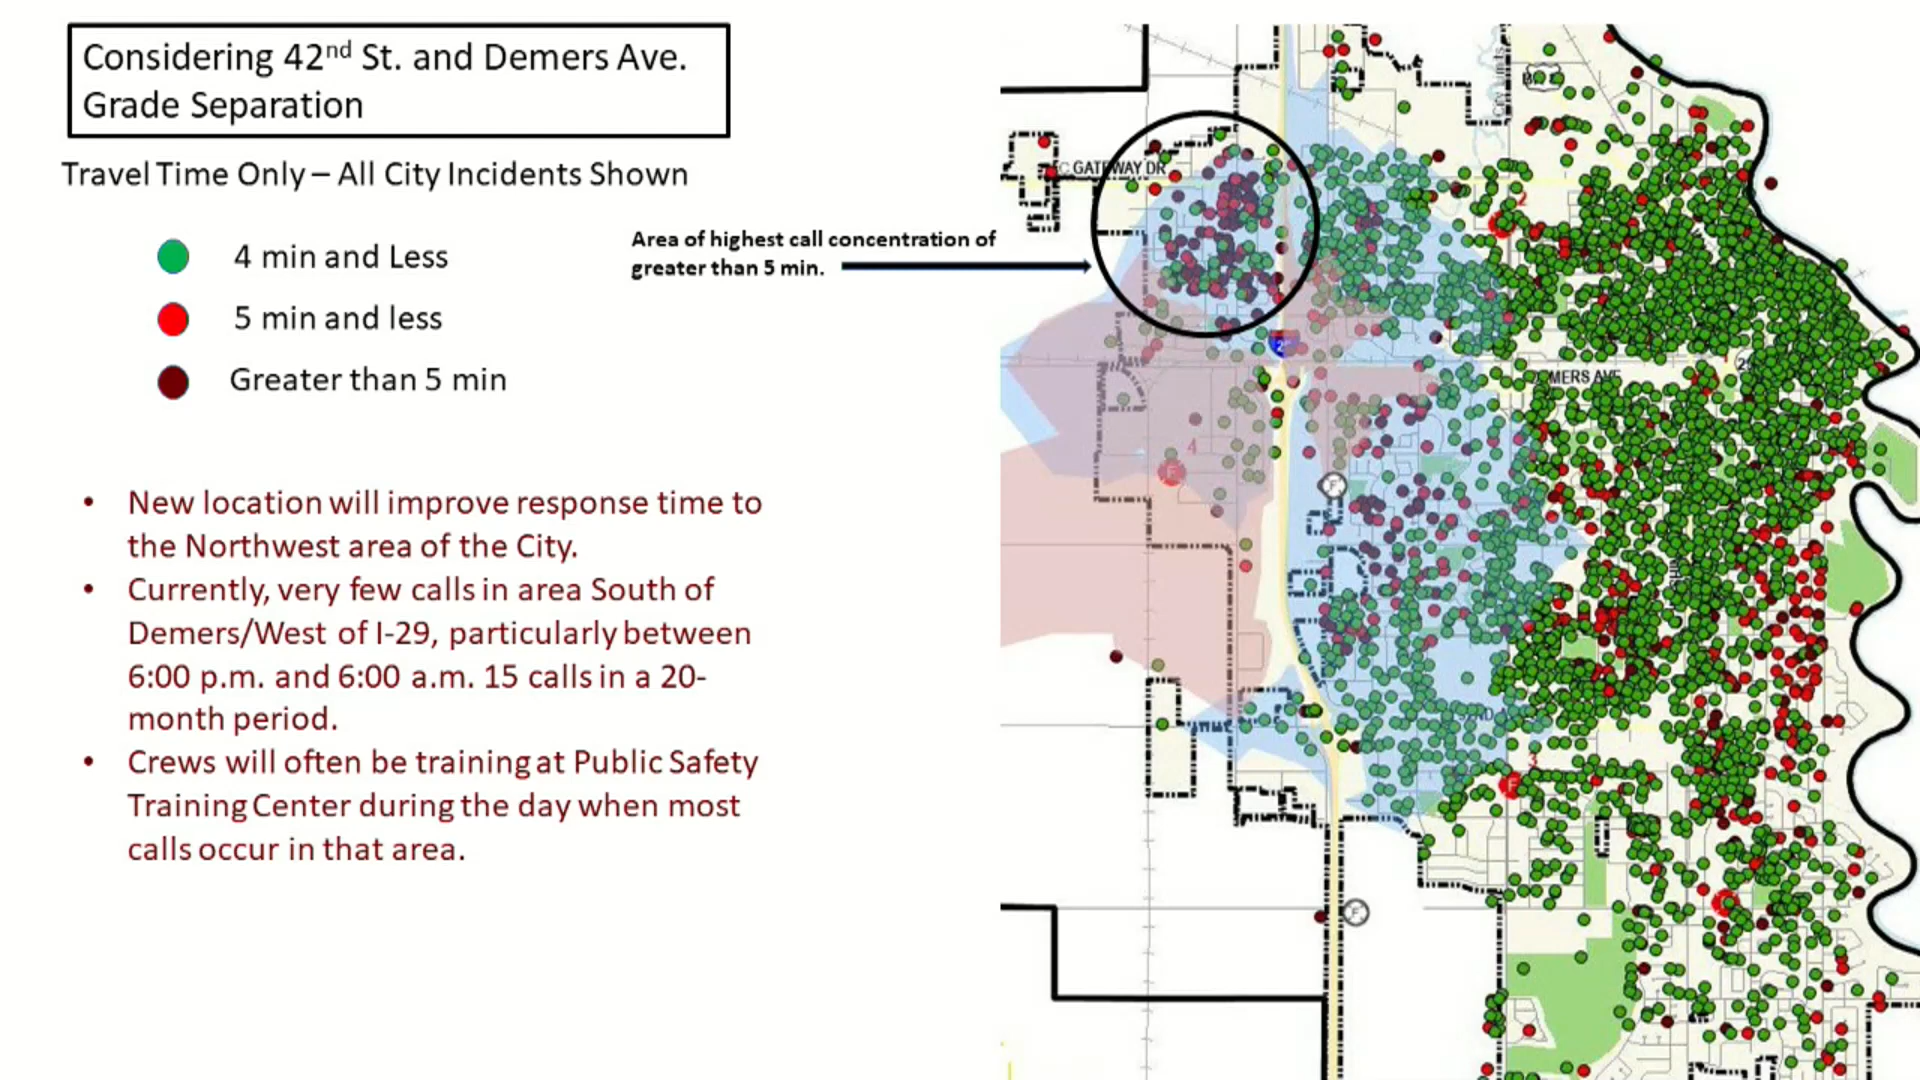 Considering 42nd St. and Demers Ave.
Grade Separation
Travel Time Only – All City Incidents Shown
4 min and Less
5 min and less
Greater than 5 min
Area of highest call concentration of
greater than 5 min.
• New location will improve response time to
the Northwest area of the City.
• Currently, very few calls in area South of
Demers/West of I-29, particularly between
6:00 p.m. and 6:00 a.m. 15 calls in a 20-
month period.
• Crews will often be training at Public Safety
Training Center during the day when most
calls occur in that area.
GATEWAY DR
2
MERS AVE
4
F
F
3
F
F